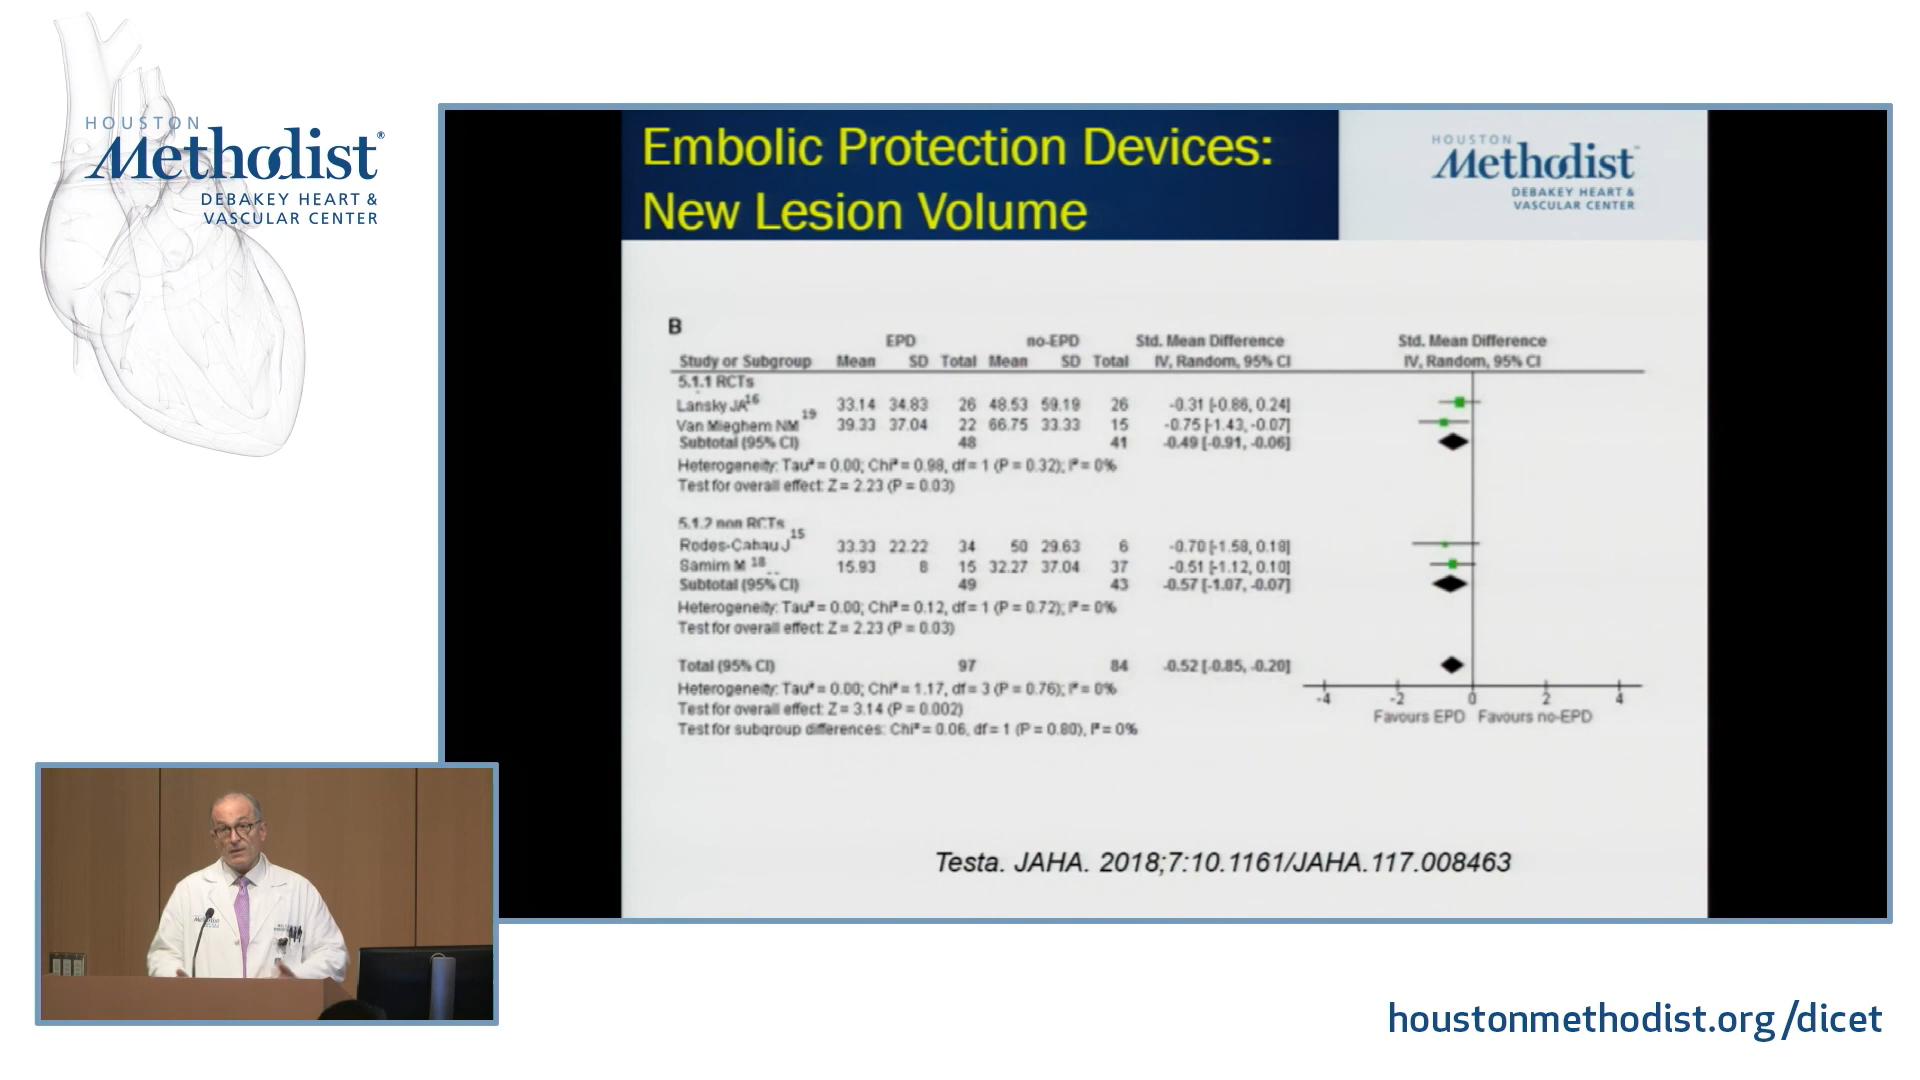 HOUSTON
Methodist®
DEBAKEY HEART &
VASCULAR CENTER
Embolic Protection Devices:
New Lesion Volume
HOUSTON
Methodist
DEBAKEY HEART &
VASCULAR CENTER
B
EPD no-EPD Std. Mean Difference Std. Mean Difference
Study or Subgroup Mean SD Total Mean SD Total IV, Random, 95% CI IV, Random, 95% CI
5.1.1 RCTs
Lansky JA16 33.14 34.83 26 48.53 59.19 26 -0.31 [-0.86, 0.24]
Van Mieghem NM 19 39.33 37.04 22 66.75 33.33 15 -0.75 [-1.43, -0.07]
Subtotal (95% CI) 48 41 -0.49 [-0.91, -0.06]
Heterogeneity: Tau² = 0.00; Chi² = 0.98, df = 1 (P = 0.32); I² = 0%
Test for overall effect: Z = 2.23 (P = 0.03)
5.1.2 non RCTs
Rodes-Cabau J 15 33.33 22.22 34 50 29.63 6 -0.70 [-1.58, 0.18]
Samim M 18 15.93 8 15 32.27 37.04 37 -0.51 [-1.12, 0.10]
Subtotal (95% CI) 49 43 -0.57 [-1.07, -0.07]
Heterogeneity: Tau² = 0.00; Chi² = 0.12, df = 1 (P = 0.72); I² = 0%
Test for overall effect: Z = 2.23 (P = 0.03)
Total (95% CI) 97 84 -0.52 [-0.85, -0.20]
Heterogeneity: Tau² = 0.00; Chi² = 1.17, df = 3 (P = 0.76); I² = 0%
Test for overall effect: Z = 3.14 (P = 0.002)
Test for subgroup differences: Chi² = 0.06, df = 1 (P = 0.80), I² = 0%
-4 -2 0 2 4
Favours EPD Favours no-EPD
Testa. JAHA. 2018;7:10.1161/JAHA.117.008463
houstonmethodist.org/dicet